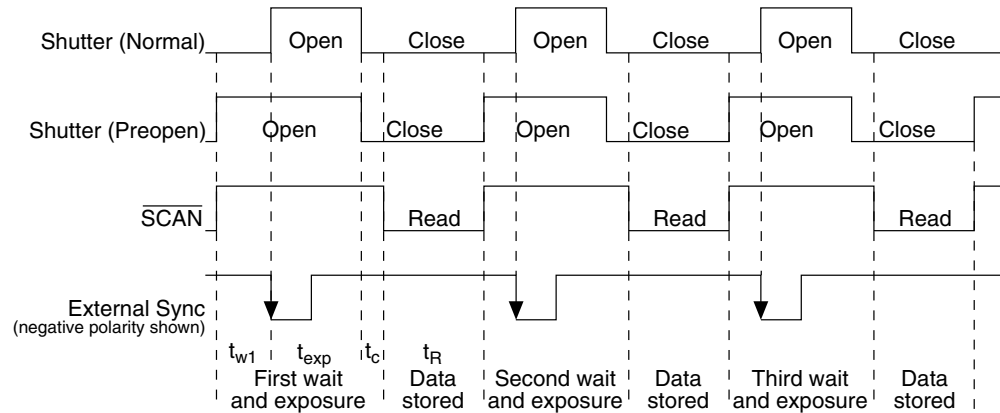 Shutter (Normal) Open Close Open Close Open Close
Shutter (Preopen) Open Close Open Close Open Close
SCAN Read Read Read
External Sync
(negative polarity shown)
tw1 texp tc tR
First wait Data Second wait Data Third wait Data
and exposure stored and exposure stored and exposure stored